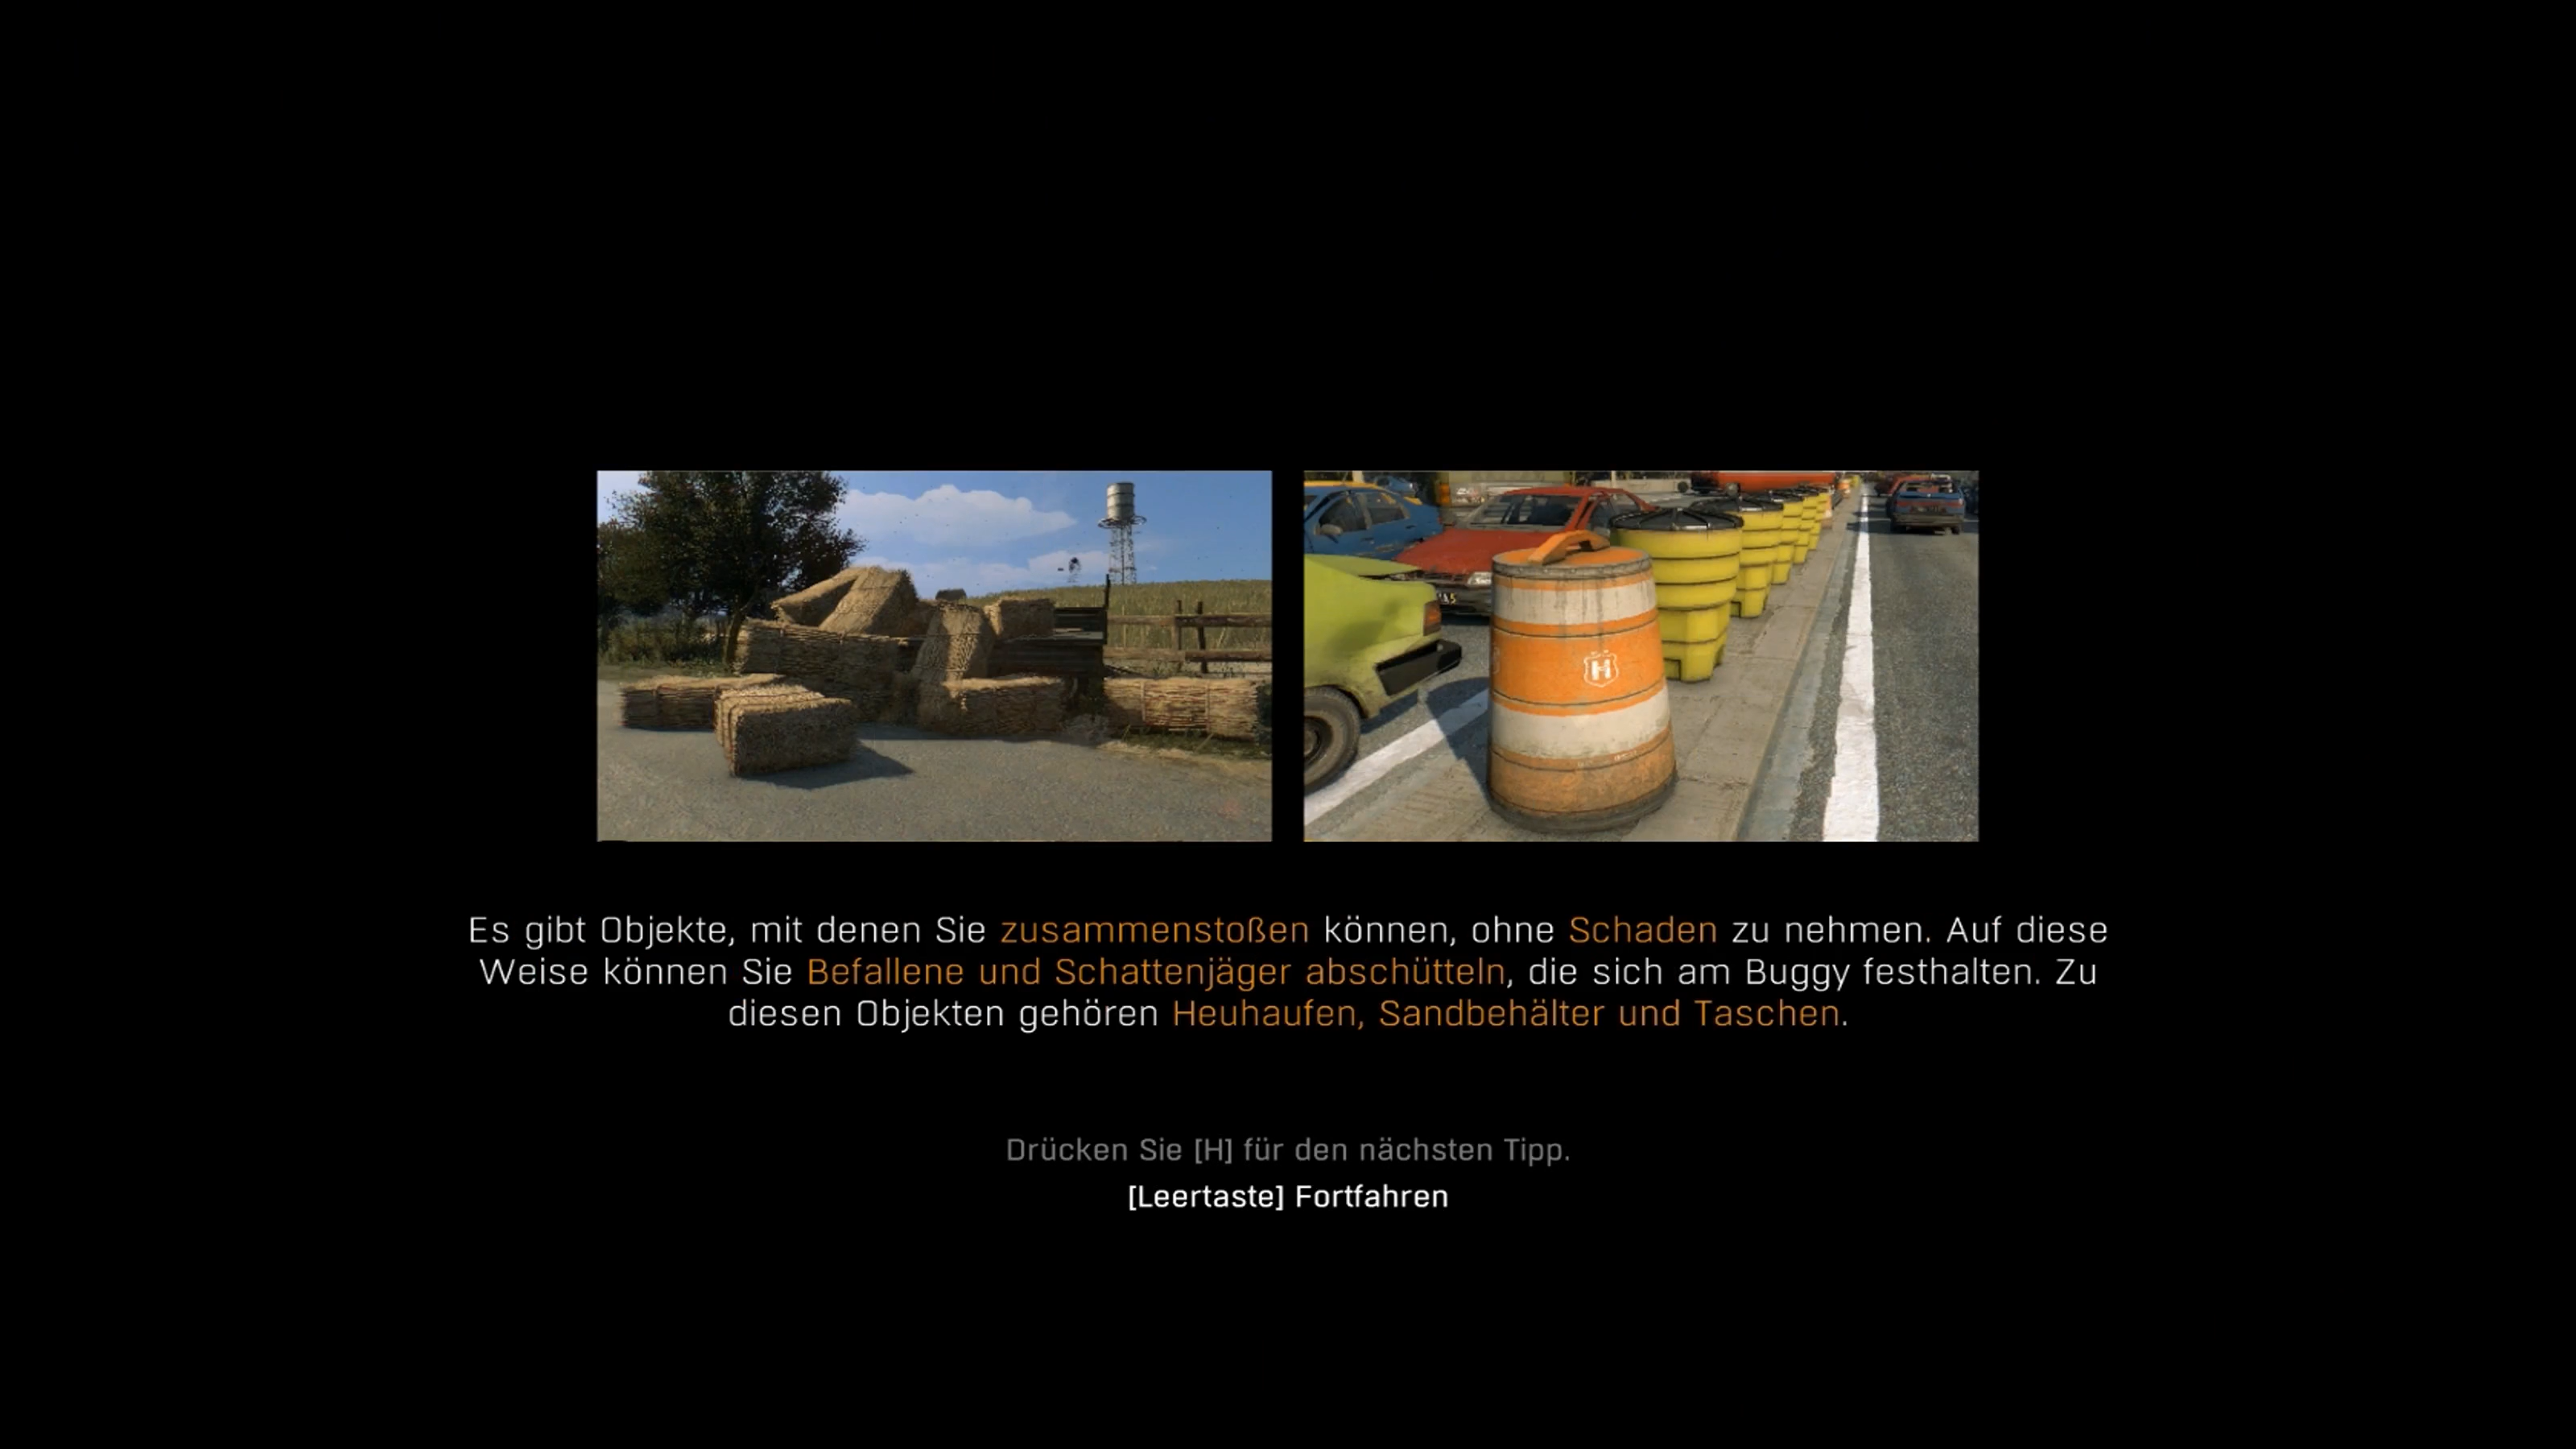 H
Es gibt Objekte, mit denen Sie zusammenstoßen können, ohne Schaden zu nehmen. Auf diese
Weise können Sie Befallene und Schattenjäger abschütteln, die sich am Buggy festhalten. Zu
diesen Objekten gehören Heuhaufen, Sandbehälter und Taschen.
Drücken Sie [H] für den nächsten Tipp.
[Leertaste] Fortfahren